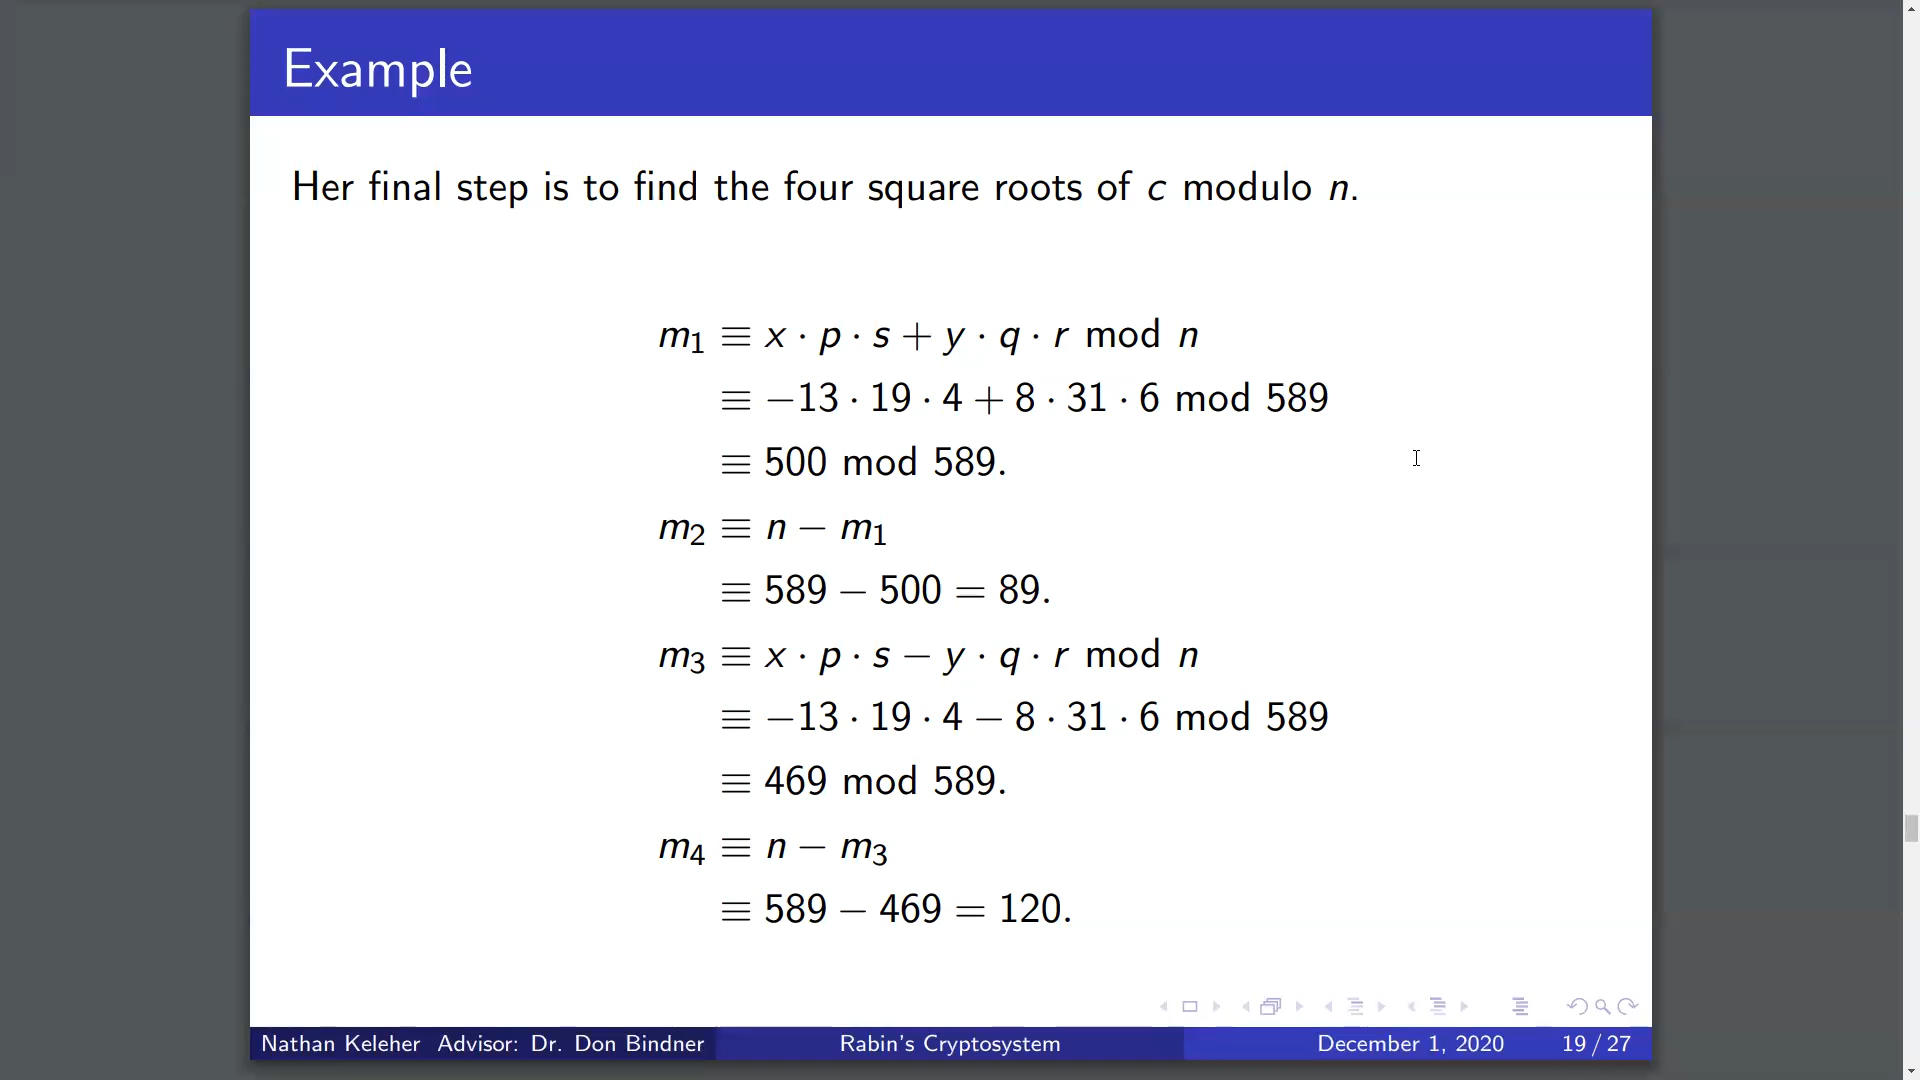 Example
Her final step is to find the four square roots of c modulo n.
m₁ ≡ x · p · s + y · q · r mod n
≡ −13 · 19 · 4 + 8 · 31 · 6 mod 589
≡ 500 mod 589.
m₂ ≡ n − m₁
≡ 589 − 500 = 89.
m₃ ≡ x · p · s − y · q · r mod n
≡ −13 · 19 · 4 − 8 · 31 · 6 mod 589
≡ 469 mod 589.
m₄ ≡ n − m₃
≡ 589 − 469 = 120.
Nathan Keleher Advisor: Dr. Don Bindner Rabin's Cryptosystem December 1, 2020 19 / 27